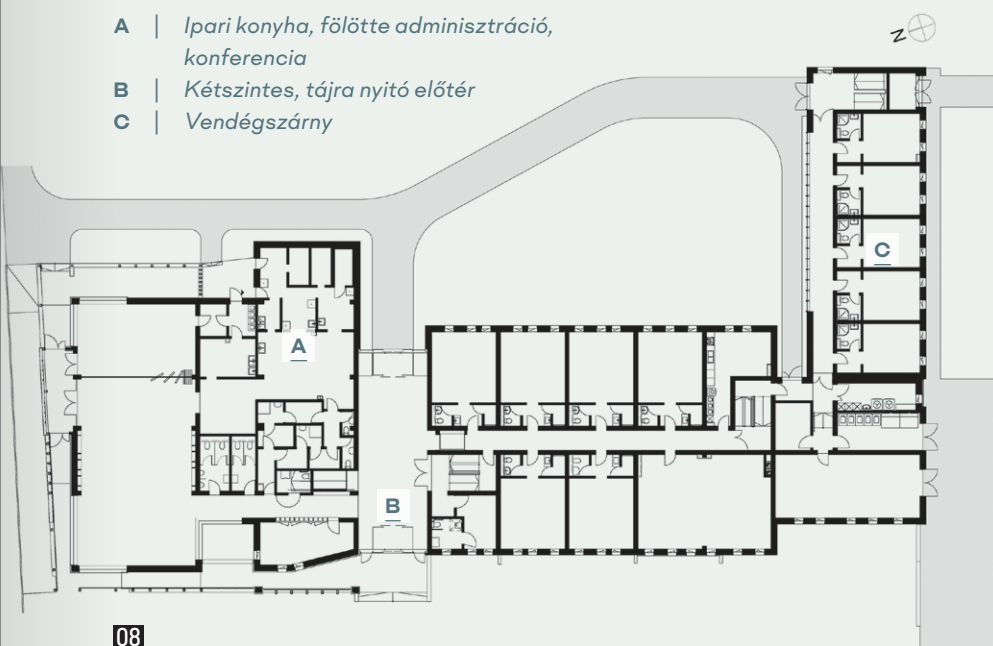 A | Ipari konyha, fölötte adminisztráció,
konferencia
B | Kétszintes, tájra nyitó előtér
C | Vendégszárny
N
C
A
B
08